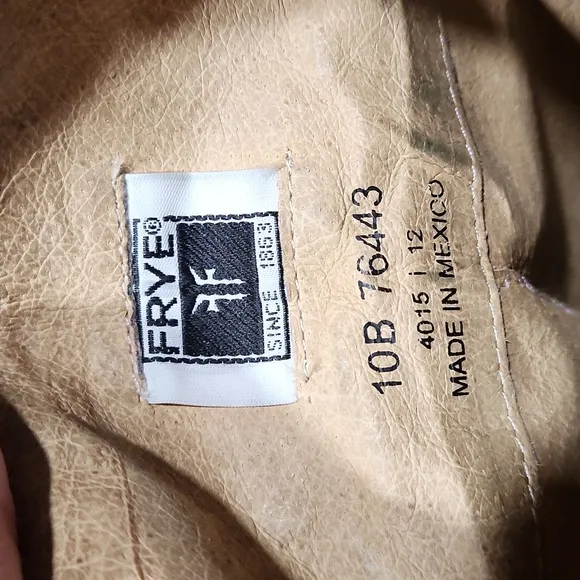 FRYE®
SINCE 1863
10B 76443
4015 i 12
MADE IN MEXICO